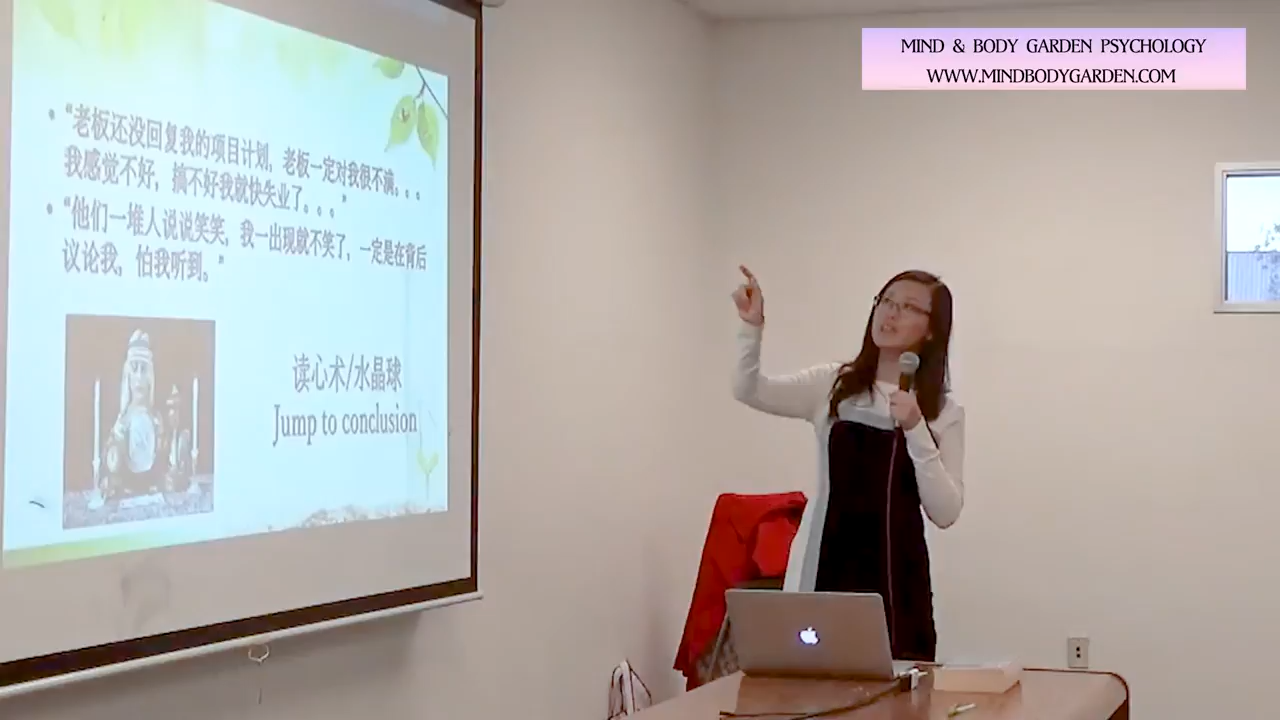 MIND & BODY GARDEN PSYCHOLOGY
WWW.MINDBODYGARDEN.COM
• “老板还没回复我的项目计划，老板一定对我很不满。。。
我感觉不好，搞不好我就快失业了。。。”
• “他们一堆人说说笑笑，我一出现就不笑了，一定是在背后
议论我，怕我听到。”
读心术/水晶球
Jump to conclusion